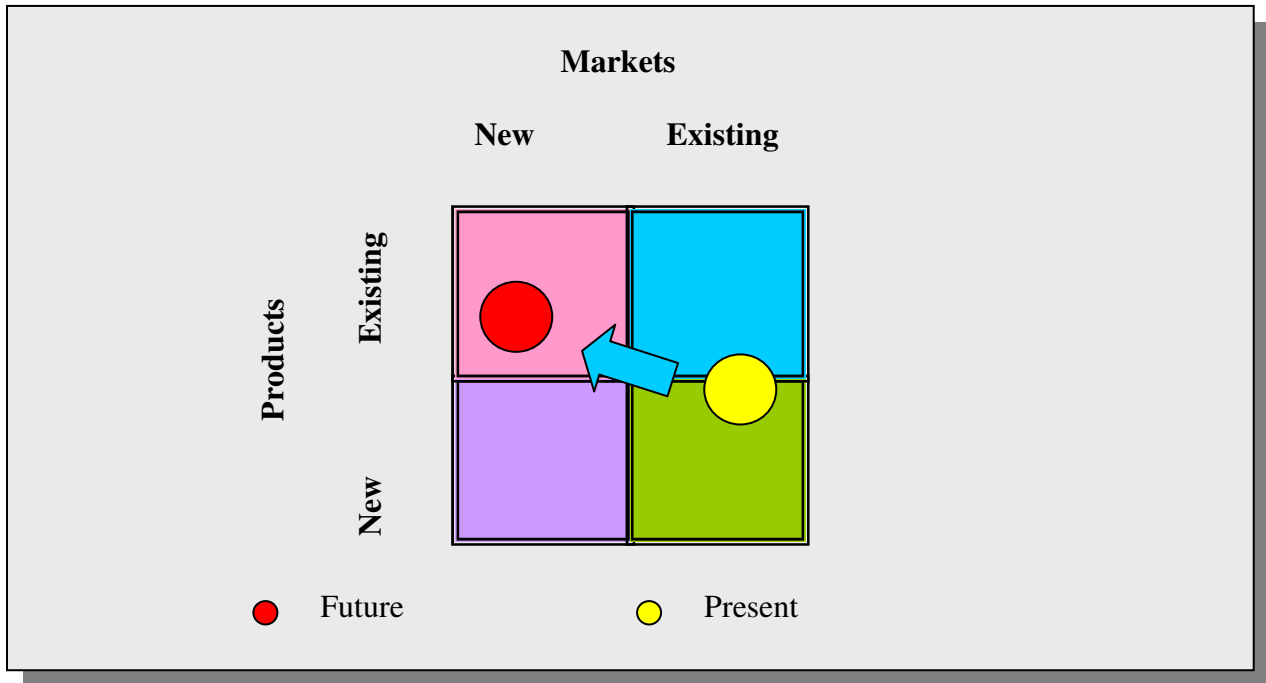 Markets
New Existing
Products
Existing
New
Future Present